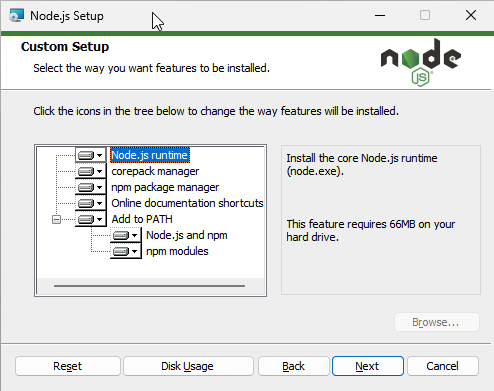 Node.js Setup
Custom Setup
Select the way you want features to be installed.
node
JS
Click the icons in the tree below to change the way features will be installed.
Node.js runtime
corepack manager
npm package manager
Online documentation shortcuts
Add to PATH
Node.js and npm
npm modules
Install the core Node.js runtime
(node.exe).
This feature requires 66MB on your
hard drive.
Browse...
Reset
Disk Usage
Back
Next
Cancel